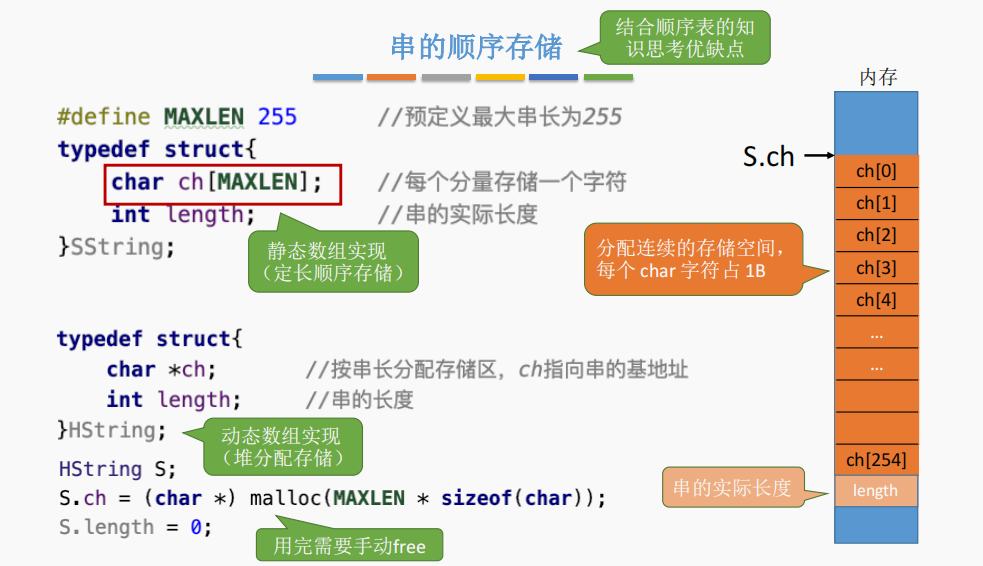 串的顺序存储
结合顺序表的知
识思考优缺点
#define MAXLEN 255 //预定义最大串长为255
typedef struct{
char ch[MAXLEN]; //每个分量存储一个字符
int length; //串的实际长度
}SString;
静态数组实现
（定长顺序存储）
typedef struct{
char *ch; //按串长分配存储区，ch指向串的基地址
int length; //串的长度
}HString;
动态数组实现
（堆分配存储）
HString S;
S.ch = (char *) malloc(MAXLEN * sizeof(char));
S.length = 0;
用完需要手动free
内存
S.ch
ch[0]
ch[1]
ch[2]
ch[3]
ch[4]
...
...
ch[254]
length
分配连续的存储空间，
每个 char 字符占 1B
串的实际长度